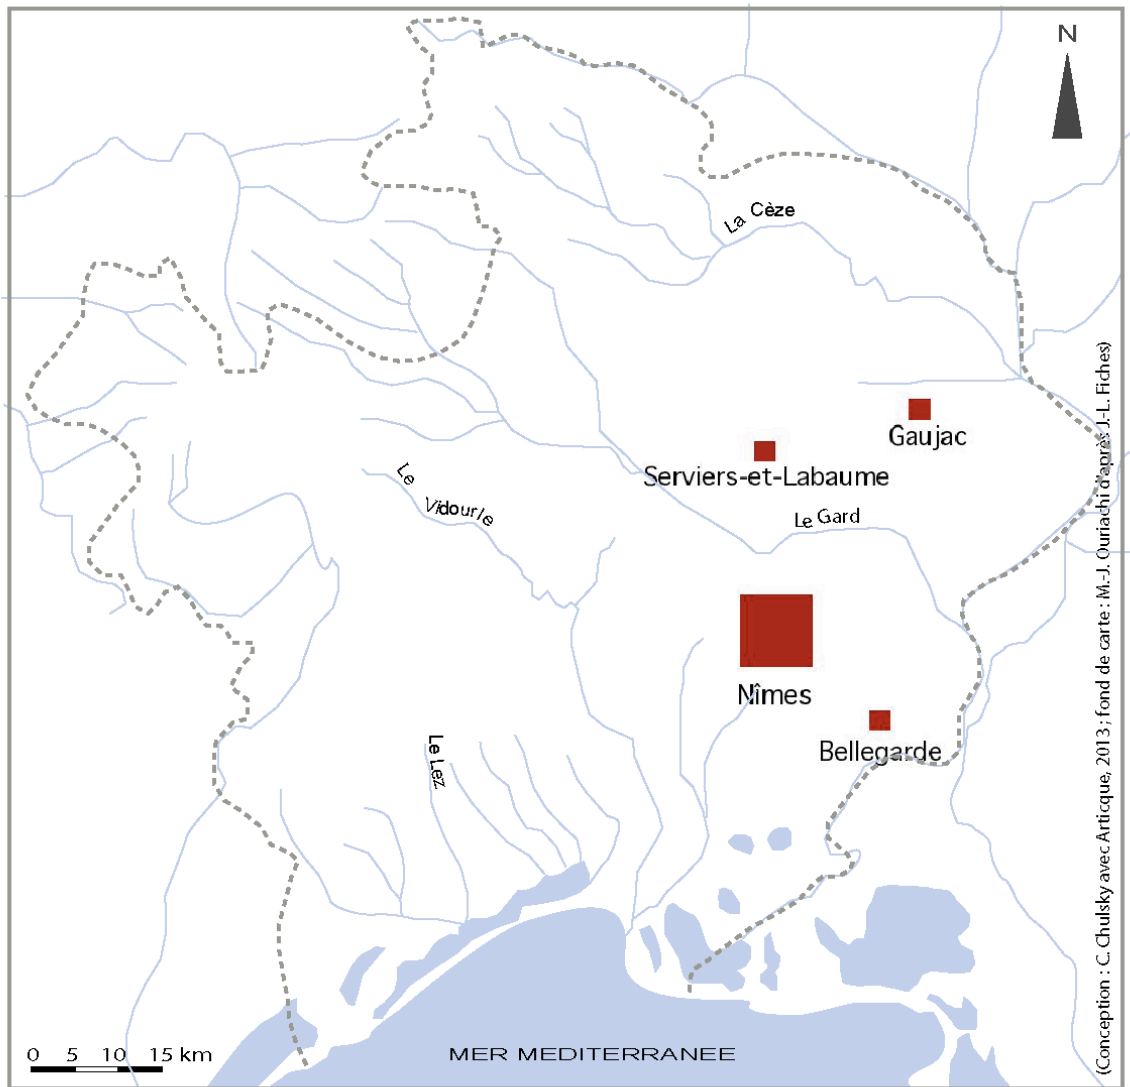 N
La Cèze
Gaujac
Serviers-et-Labaume
Le Vidourle
Le Gard
Nîmes
Bellegarde
Le Lez
0 5 10 15 km
MER MEDITERRANEE
(Conception : C. Chulsky avec Articque, 2013 ; fond de carte : M.-J. Ouriachi d'après J.-L. Fiches)